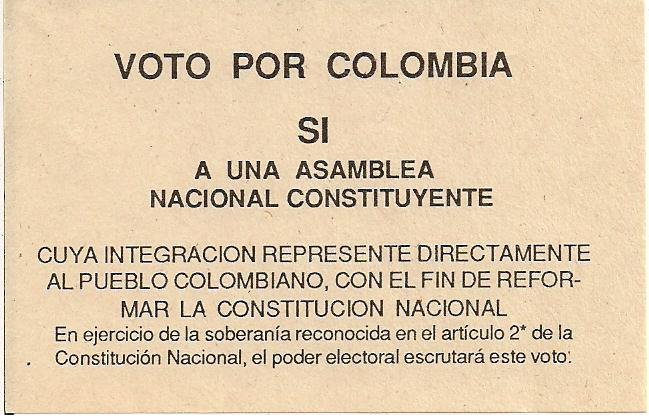 VOTO POR COLOMBIA
SI
A UNA ASAMBLEA
NACIONAL CONSTITUYENTE
CUYA INTEGRACION REPRESENTE DIRECTAMENTE
AL PUEBLO COLOMBIANO, CON EL FIN DE REFOR-
MAR LA CONSTITUCION NACIONAL
En ejercicio de la soberanía reconocida en el artículo 2* de la
Constitución Nacional, el poder electoral escrutará este voto.